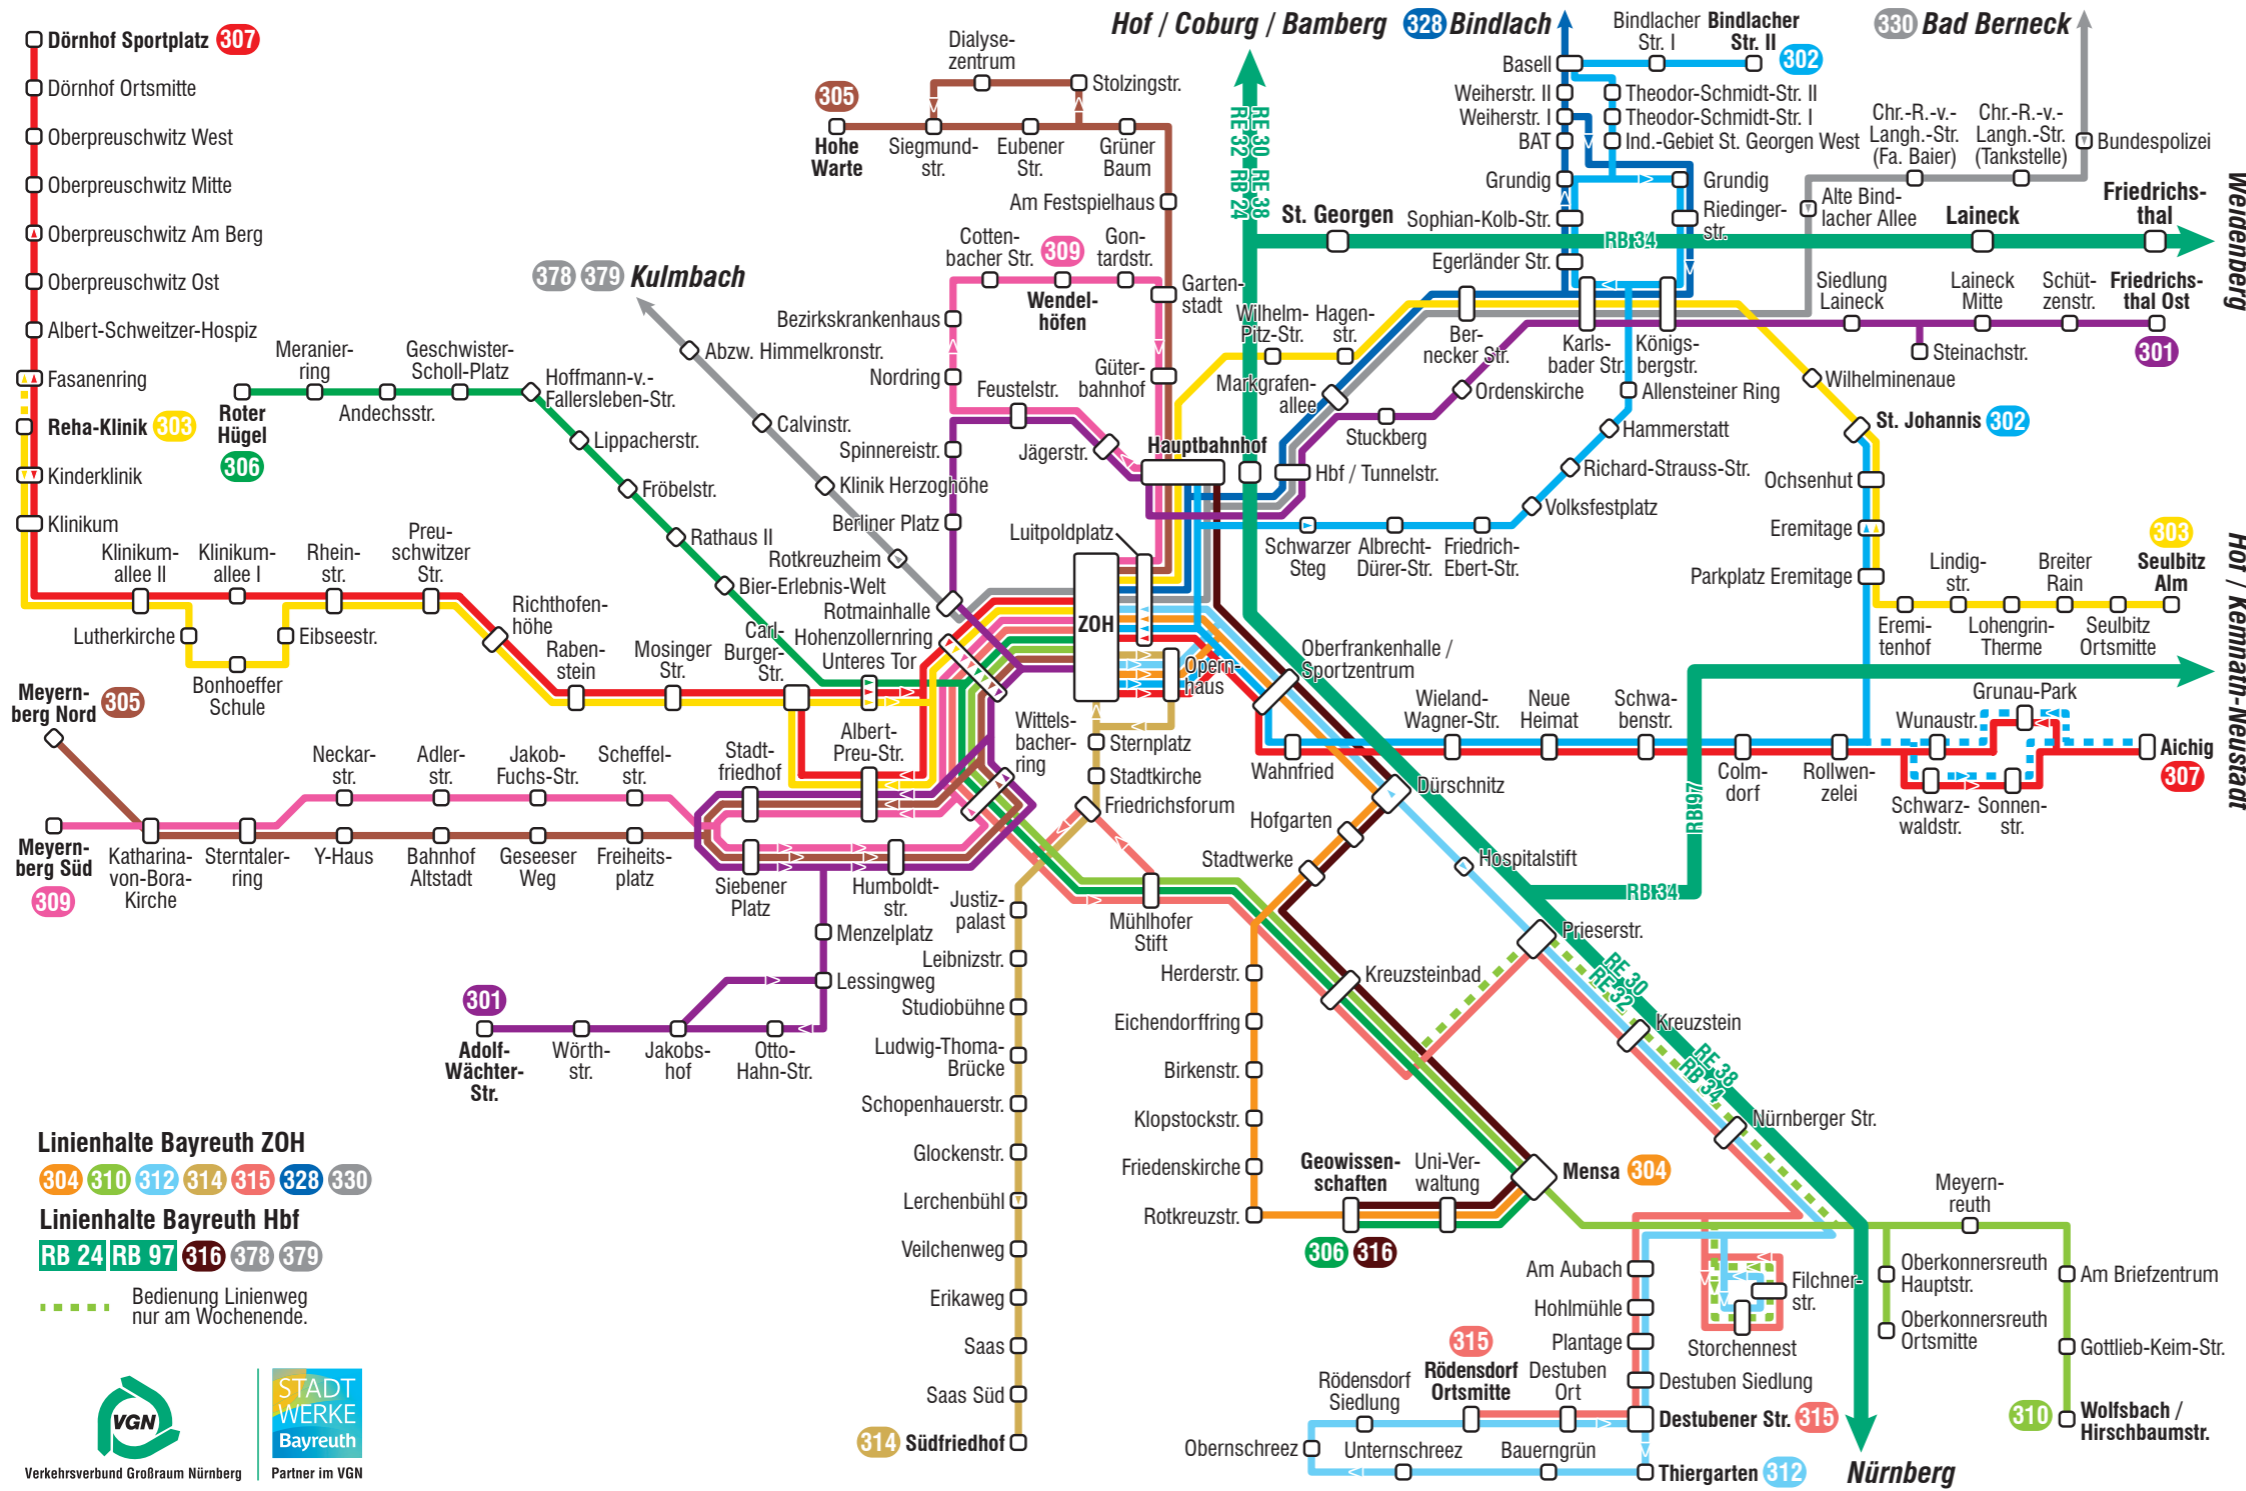 Dörnhof Sportplatz 307
Dörnhof Ortsmitte
Oberpreuschwitz West
Oberpreuschwitz Mitte
Oberpreuschwitz Am Berg
Oberpreuschwitz Ost
Albert-Schweitzer-Hospiz
Fasanenring
Reha-Klinik 303
Kinderklinik
Klinikum
Klinikum-
allee II
Klinikum-
allee I
Rhein-
str.
Preu-
schwitzer
Str.
Lutherkirche
Eibseestr.
Bonhoeffer
Schule
Richthofen-
höhe
Raben-
stein
Mosinger
Str.
Carl-
Burger-
Str.
Meranier-
ring
Geschwister-
Scholl-Platz
Hoffmann-v.-
Fallersleben-Str.
Roter
Hügel
306
Andechsstr.
Lippacherstr.
Fröbelstr.
Rathaus II
Bier-Erlebnis-Welt
378 379 Kulmbach
Abzw. Himmelkronstr.
Calvinstr.
Klinik Herzoghöhe
Rotkreuzheim
Rotmainhalle
Hohenzollernring
Unteres Tor
305
Hohe
Warte
Dialyse-
zentrum
Stolzingstr.
Siegmund-
str.
Eubener
Str.
Grüner
Baum
Am Festspielhaus
Cotten-
bacher Str.
309
Gon-
tardstr.
Wendel-
höfen
Garten-
stadt
Bezirkskrankenhaus
Nordring
Güter-
bahnhof
Feustelstr.
Spinnereistr.
Jägerstr.
Berliner Platz
Hauptbahnhof
Luitpoldplatz
ZOH
Opern-
haus
Hof / Coburg / Bamberg
RE 30 RE 38
RE 32 RB 24
328 Bindlach
Bindlacher
Str. I
Bindlacher
Str. II
302
Basell
Weiherstr. II
Weiherstr. I
BAT
Theodor-Schmidt-Str. II
Theodor-Schmidt-Str. I
Ind.-Gebiet St. Georgen West
Grundig
Grundig
Sophian-Kolb-Str.
Riedinger-
str.
Egerländer Str.
330 Bad Berneck
Chr.-R.-v.-
Langh.-Str.
(Fa. Baier)
Chr.-R.-v.-
Langh.-Str.
(Tankstelle)
Bundespolizei
Alte Bind-
lacher Allee
St. Georgen
RB 34
Laineck
Friedrichs-
thal
Weidenberg
Siedlung
Laineck
Laineck
Mitte
Schüt-
zenstr.
Friedrichs-
thal Ost
301
Steinachstr.
Wilhelm-
Pitz-Str.
Hagen-
str.
Ber-
necker Str.
Karls-
bader Str.
Königs-
bergstr.
Markgrafen-
allee
Ordenskirche
Stuckberg
Hbf / Tunnelstr.
Allensteiner Ring
Hammerstatt
Richard-Strauss-Str.
Volksfestplatz
Schwarzer
Steg
Albrecht-
Dürer-Str.
Friedrich-
Ebert-Str.
Wilhelminenaue
St. Johannis 302
Ochsenhut
Eremitage
Parkplatz Eremitage
303
Seulbitz
Alm
Lindig-
str.
Breiter
Rain
Eremi-
tenhof
Lohengrin-
Therme
Seulbitz
Ortsmitte
Hof / Kemnath-Neustadt
Oberfrankenhalle /
Sportzentrum
Wieland-
Wagner-Str.
Neue
Heimat
Schwa-
benstr.
Wahnfried
Colm-
dorf
Rollwen-
zelei
Grunau-Park
Wunaustr.
Schwarz-
waldstr.
Sonnen-
str.
Aichig
307
RB97
RB 34
Meyern-
berg Nord 305
Meyern-
berg Süd
309
Neckar-
str.
Adler-
str.
Jakob-
Fuchs-Str.
Scheffel-
str.
Katharina-
von-Bora-
Kirche
Sterntaler-
ring
Y-Haus
Bahnhof
Altstadt
Geseeser
Weg
Freiheits-
platz
Stadt-
friedhof
Albert-
Preu-Str.
Siebener
Platz
Humboldt-
str.
Wittels-
bacher-
ring
Sternplatz
Stadtkirche
Friedrichsforum
Menzelplatz
Lessingweg
301
Adolf-
Wächter-
Str.
Wörth-
str.
Jakobs-
hof
Otto-
Hahn-Str.
Justiz-
palast
Leibnizstr.
Studiobühne
Ludwig-Thoma-
Brücke
Schopenhauerstr.
Glockenstr.
Lerchenbühl
Veilchenweg
Erikaweg
Saas
Saas Süd
314 Südfriedhof
Mühlhofer
Stift
Dürschnitz
Hofgarten
Stadtwerke
Hospitalstift
Herderstr.
Eichendorffring
Birkenstr.
Klopstockstr.
Friedenskirche
Rotkreuzstr.
Kreuzsteinbad
Prieserstr.
RE 30
RE 32
Kreuzstein
RE 38
RB 34
Nürnberger Str.
Geowissen-
schaften
Uni-Ver-
waltung
Mensa 304
306 316
Am Aubach
Hohlmühle
Plantage
Destuben Siedlung
Destubener Str. 315
Filchner-
str.
Storchennest
315
Rödensdorf
Ortsmitte
Destuben
Ort
Rödensdorf
Siedlung
Obernschreez
Unternschreez
Bauerngrün
Thiergarten 312
Meyern-
reuth
Oberkonnersreuth
Hauptstr.
Oberkonnersreuth
Ortsmitte
Am Briefzentrum
Gottlieb-Keim-Str.
310 Wolfsbach /
Hirschbaumstr.
Nürnberg
Linienhalte Bayreuth ZOH
304 310 312 314 315 328 330
Linienhalte Bayreuth Hbf
RB 24 RB 97 316 378 379
Bedienung Linienweg
nur am Wochenende.
VGN
Verkehrsverbund Großraum Nürnberg
STADT
WERKE
Bayreuth
Partner im VGN